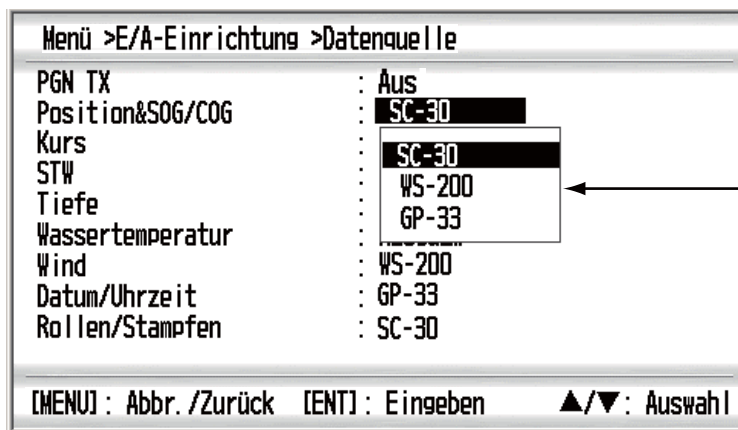 Menü >E/A-Einrichtung >Datenquelle
PGN TX : Aus
Position&SOG/COG : SC-30
Kurs :
SC-30
STW :
WS-200
Tiefe :
GP-33
Wassertemperatur :
Wind : WS-200
Datum/Uhrzeit : GP-33
Rollen/Stampfen : SC-30
[MENU]: Abbr./Zurück [ENT]: Eingeben ▲/▼: Auswahl